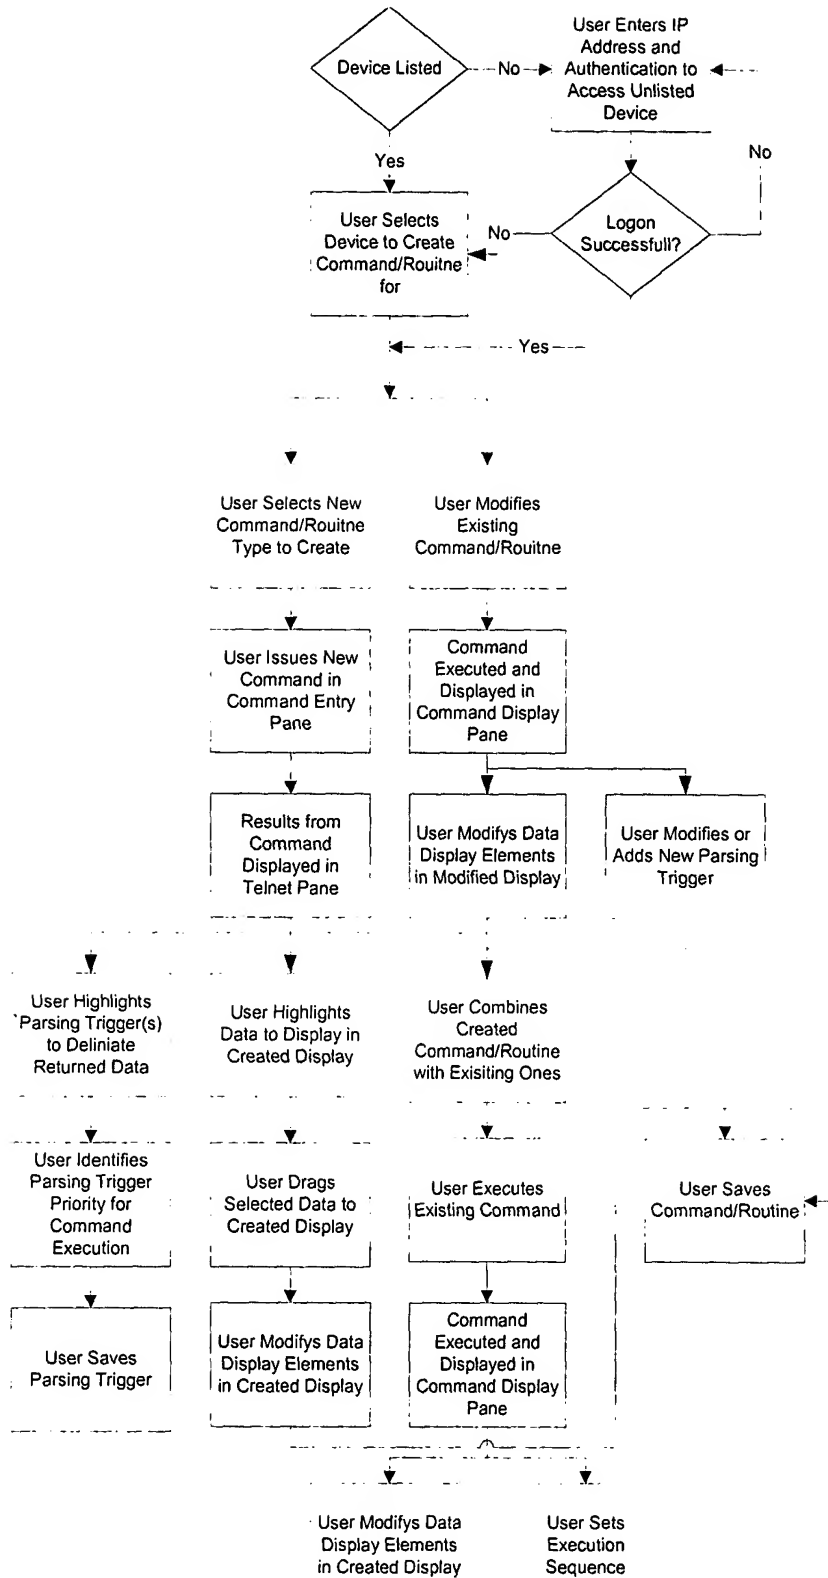 Device Listed
No
User Enters IP
Address and
Authentication to
Access Unlisted
Device
Yes
No
User Selects
Device to Create
Command/Rouitne
for
No
Logon
Successfull?
Yes
User Selects New
Command/Rouitne
Type to Create
User Modifies
Existing
Command/Rouitne
User Issues New
Command in
Command Entry
Pane
Command
Executed and
Displayed in
Command Display
Pane
Results from
Command
Displayed in
Telnet Pane
User Modifys Data
Display Elements
in Modified Display
User Modifies or
Adds New Parsing
Trigger
User Highlights
Parsing Trigger(s)
to Deliniate
Returned Data
User Highlights
Data to Display in
Created Display
User Combines
Created
Command/Routine
with Exisiting Ones
User Identifies
Parsing Trigger
Priority for
Command
Execution
User Drags
Selected Data to
Created Display
User Executes
Existing Command
User Saves
Command/Routine
User Saves
Parsing Trigger
User Modifys Data
Display Elements
in Created Display
Command
Executed and
Displayed in
Command Display
Pane
User Modifys Data
Display Elements
in Created Display
User Sets
Execution
Sequence